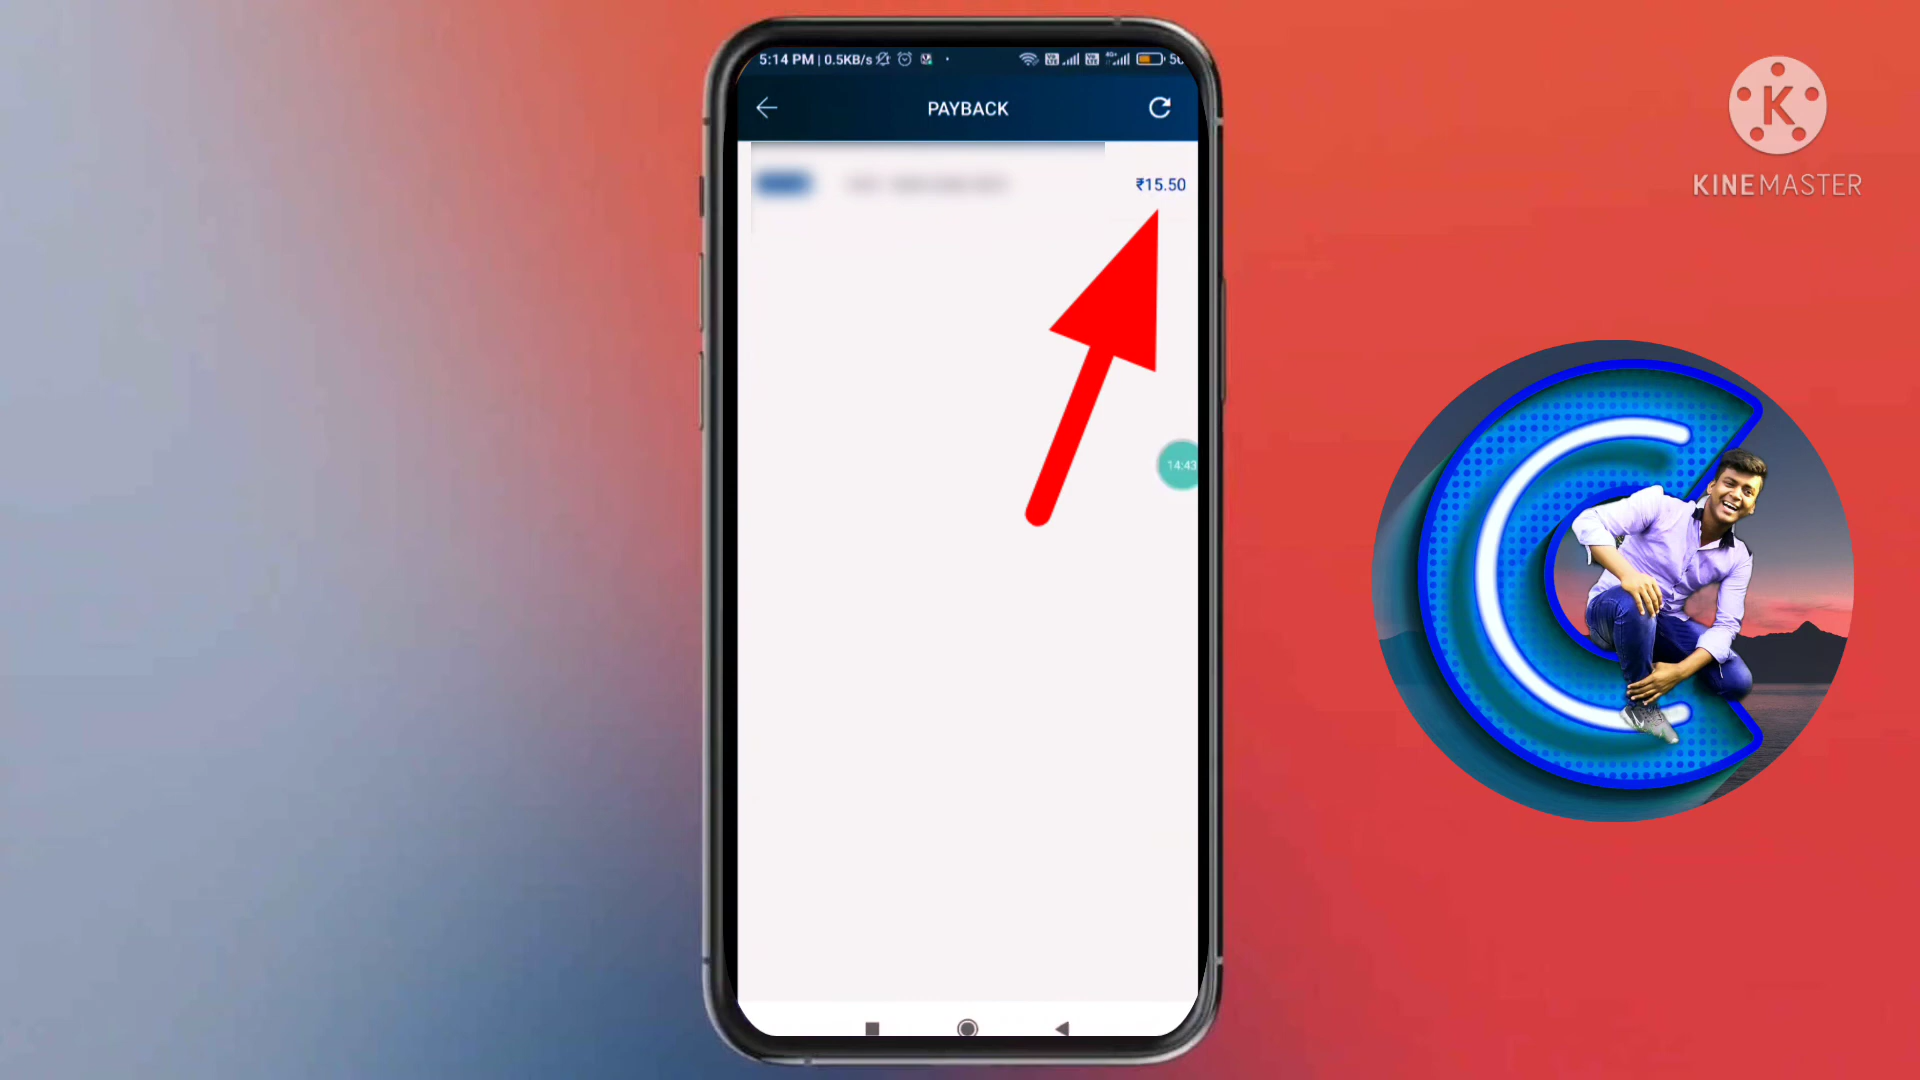 5:14 PM | 0.5KB/s
PAYBACK
₹15.50
14:43
K
KINEMASTER